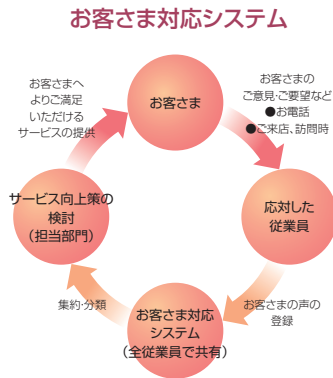 お客さま対応システム
お客さまへ
よりご満足
いただける
サービスの提供
お客さま
お客さまの
ご意見・ご要望など
●お電話
●ご来店、訪問時
サービス向上策の
検討
（担当部門）
応対した
従業員
集約・分類
お客さま対応
システム
（全従業員で共有）
お客さまの声の
登録